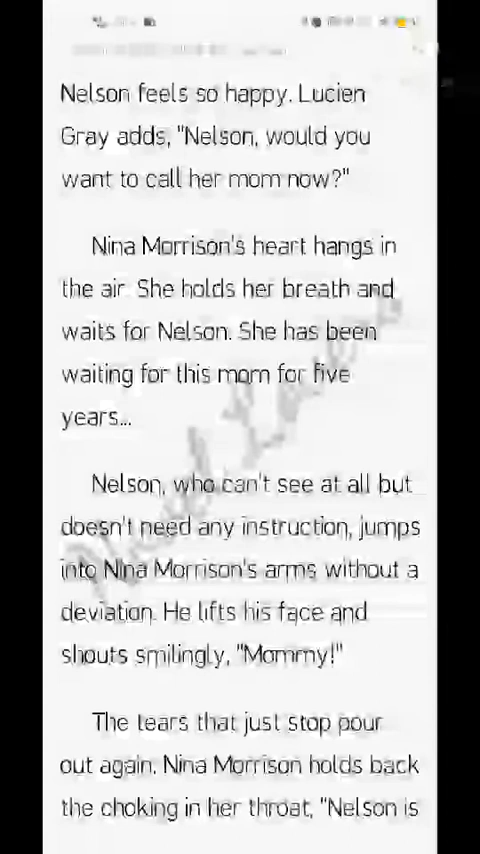 Nelson feels so happy. Lucien
Gray adds, "Nelson, would you
want to call her mom now?"
Nina Morrison's heart hangs in
the air. She holds her breath and
waits for Nelson. She has been
waiting for this mom for five
years...
Nelson, who can't see at all but
doesn't need any instruction, jumps
into Nina Morrison's arms without a
deviation. He lifts his face and
shouts smilingly, "Mommy!"
The tears that just stop pour
out again. Nina Morrison holds back
the choking in her throat, "Nelson is